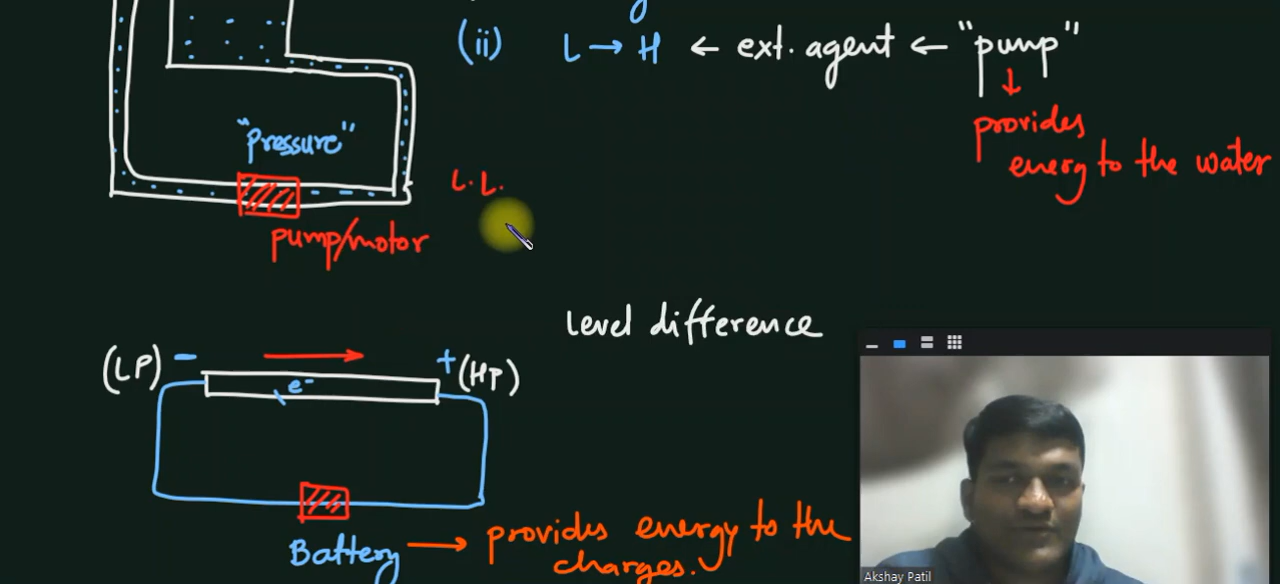 (ii) L → H ← ext. agent ← "pump"
↓
provides
energ to the water
"pressure"
L.L.
pump/motor
Level difference
(LP) - → + (HP)
e-
Battery → provides energy to the
charges.
Akshay Patil